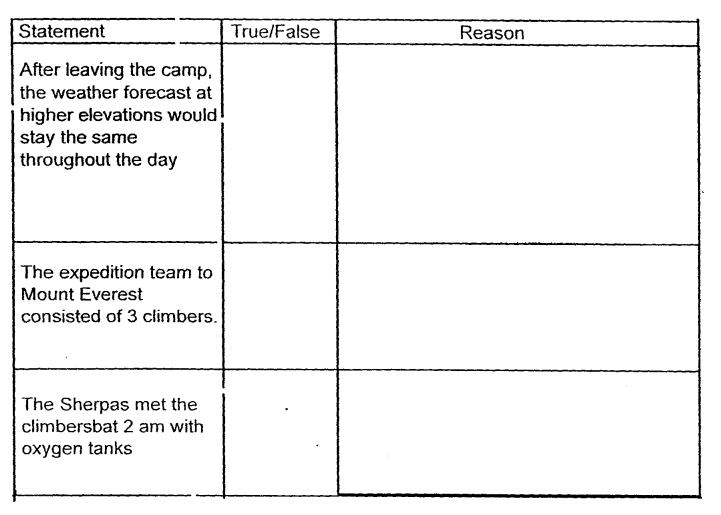 Statement True/False Reason
After leaving the camp,
the weather forecast at
higher elevations would
stay the same
throughout the day
The expedition team to
Mount Everest
consisted of 3 climbers.
The Sherpas met the
climbersbat 2 am with
oxygen tanks